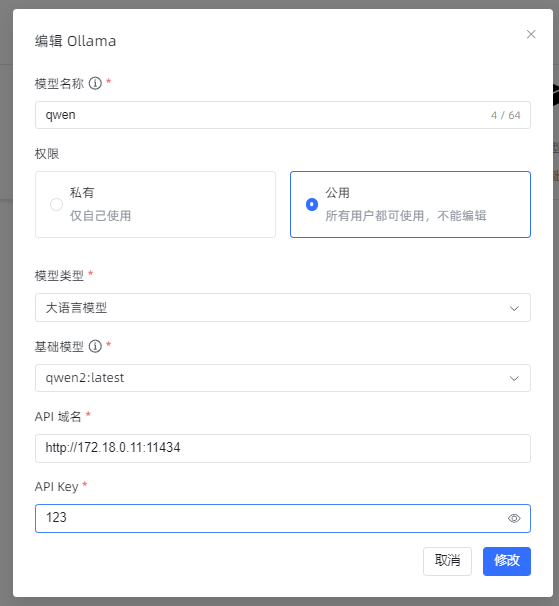 编辑 Ollama
模型名称 *
qwen
4 / 64
权限
私有
仅自己使用
公用
所有用户都可使用，不能编辑
模型类型 *
大语言模型
基础模型 *
qwen2:latest
API 域名 *
http://172.18.0.11:11434
API Key *
123
取消
修改